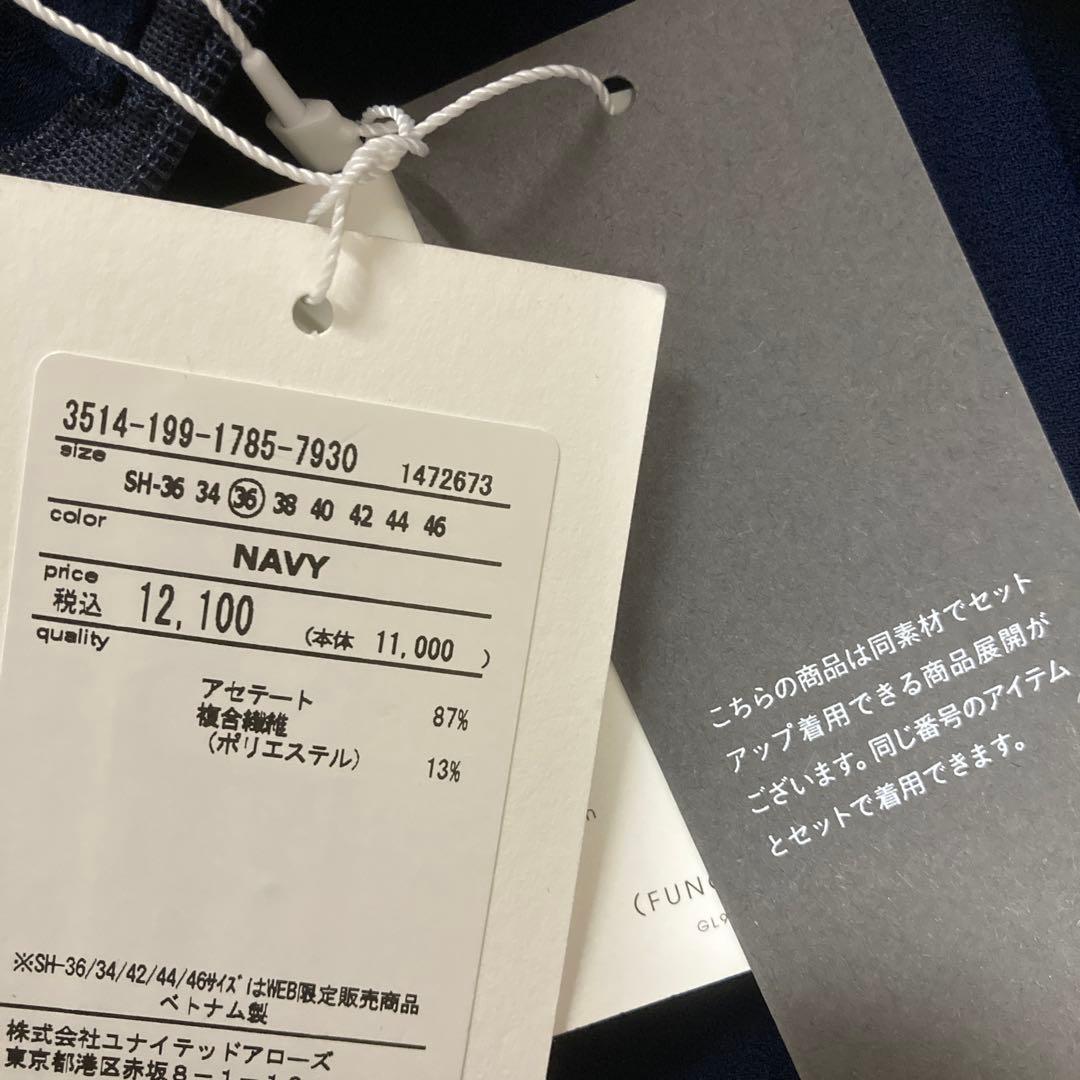 3514-199-1785-7930 1472673
size
SH-36 34 36 38 40 42 44 46
color
NAVY
price
税込 12,100 (本体 11,000 )
quality
アセテート 87%
複合繊維
(ポリエステル) 13%
※SH-36/34/42/44/46サイズはWEB限定販売商品
ベトナム製
株式会社ユナイテッドアローズ
東京都港区赤坂8-1-19
こちらの商品は同素材でセット
アップ着用できる商品展開が
ございます。同じ番号のアイテム
とセットで着用できます。
n
(FUN
GL9